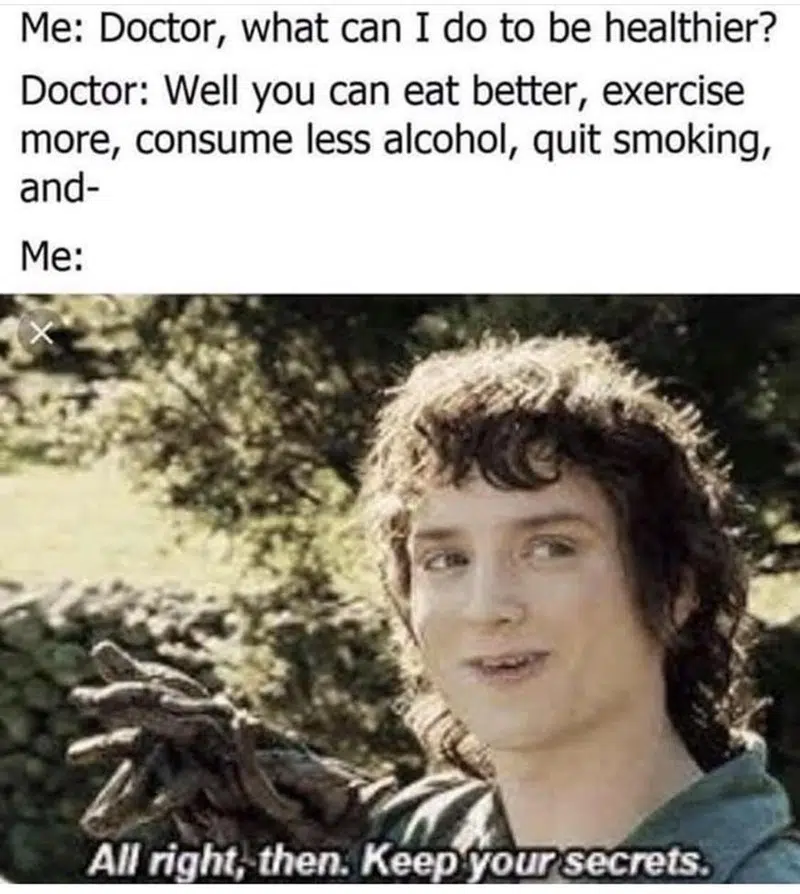 Me: Doctor, what can I do to be healthier?
Doctor: Well you can eat better, exercise
more, consume less alcohol, quit smoking,
and-
Me:
All right, then. Keep your secrets.